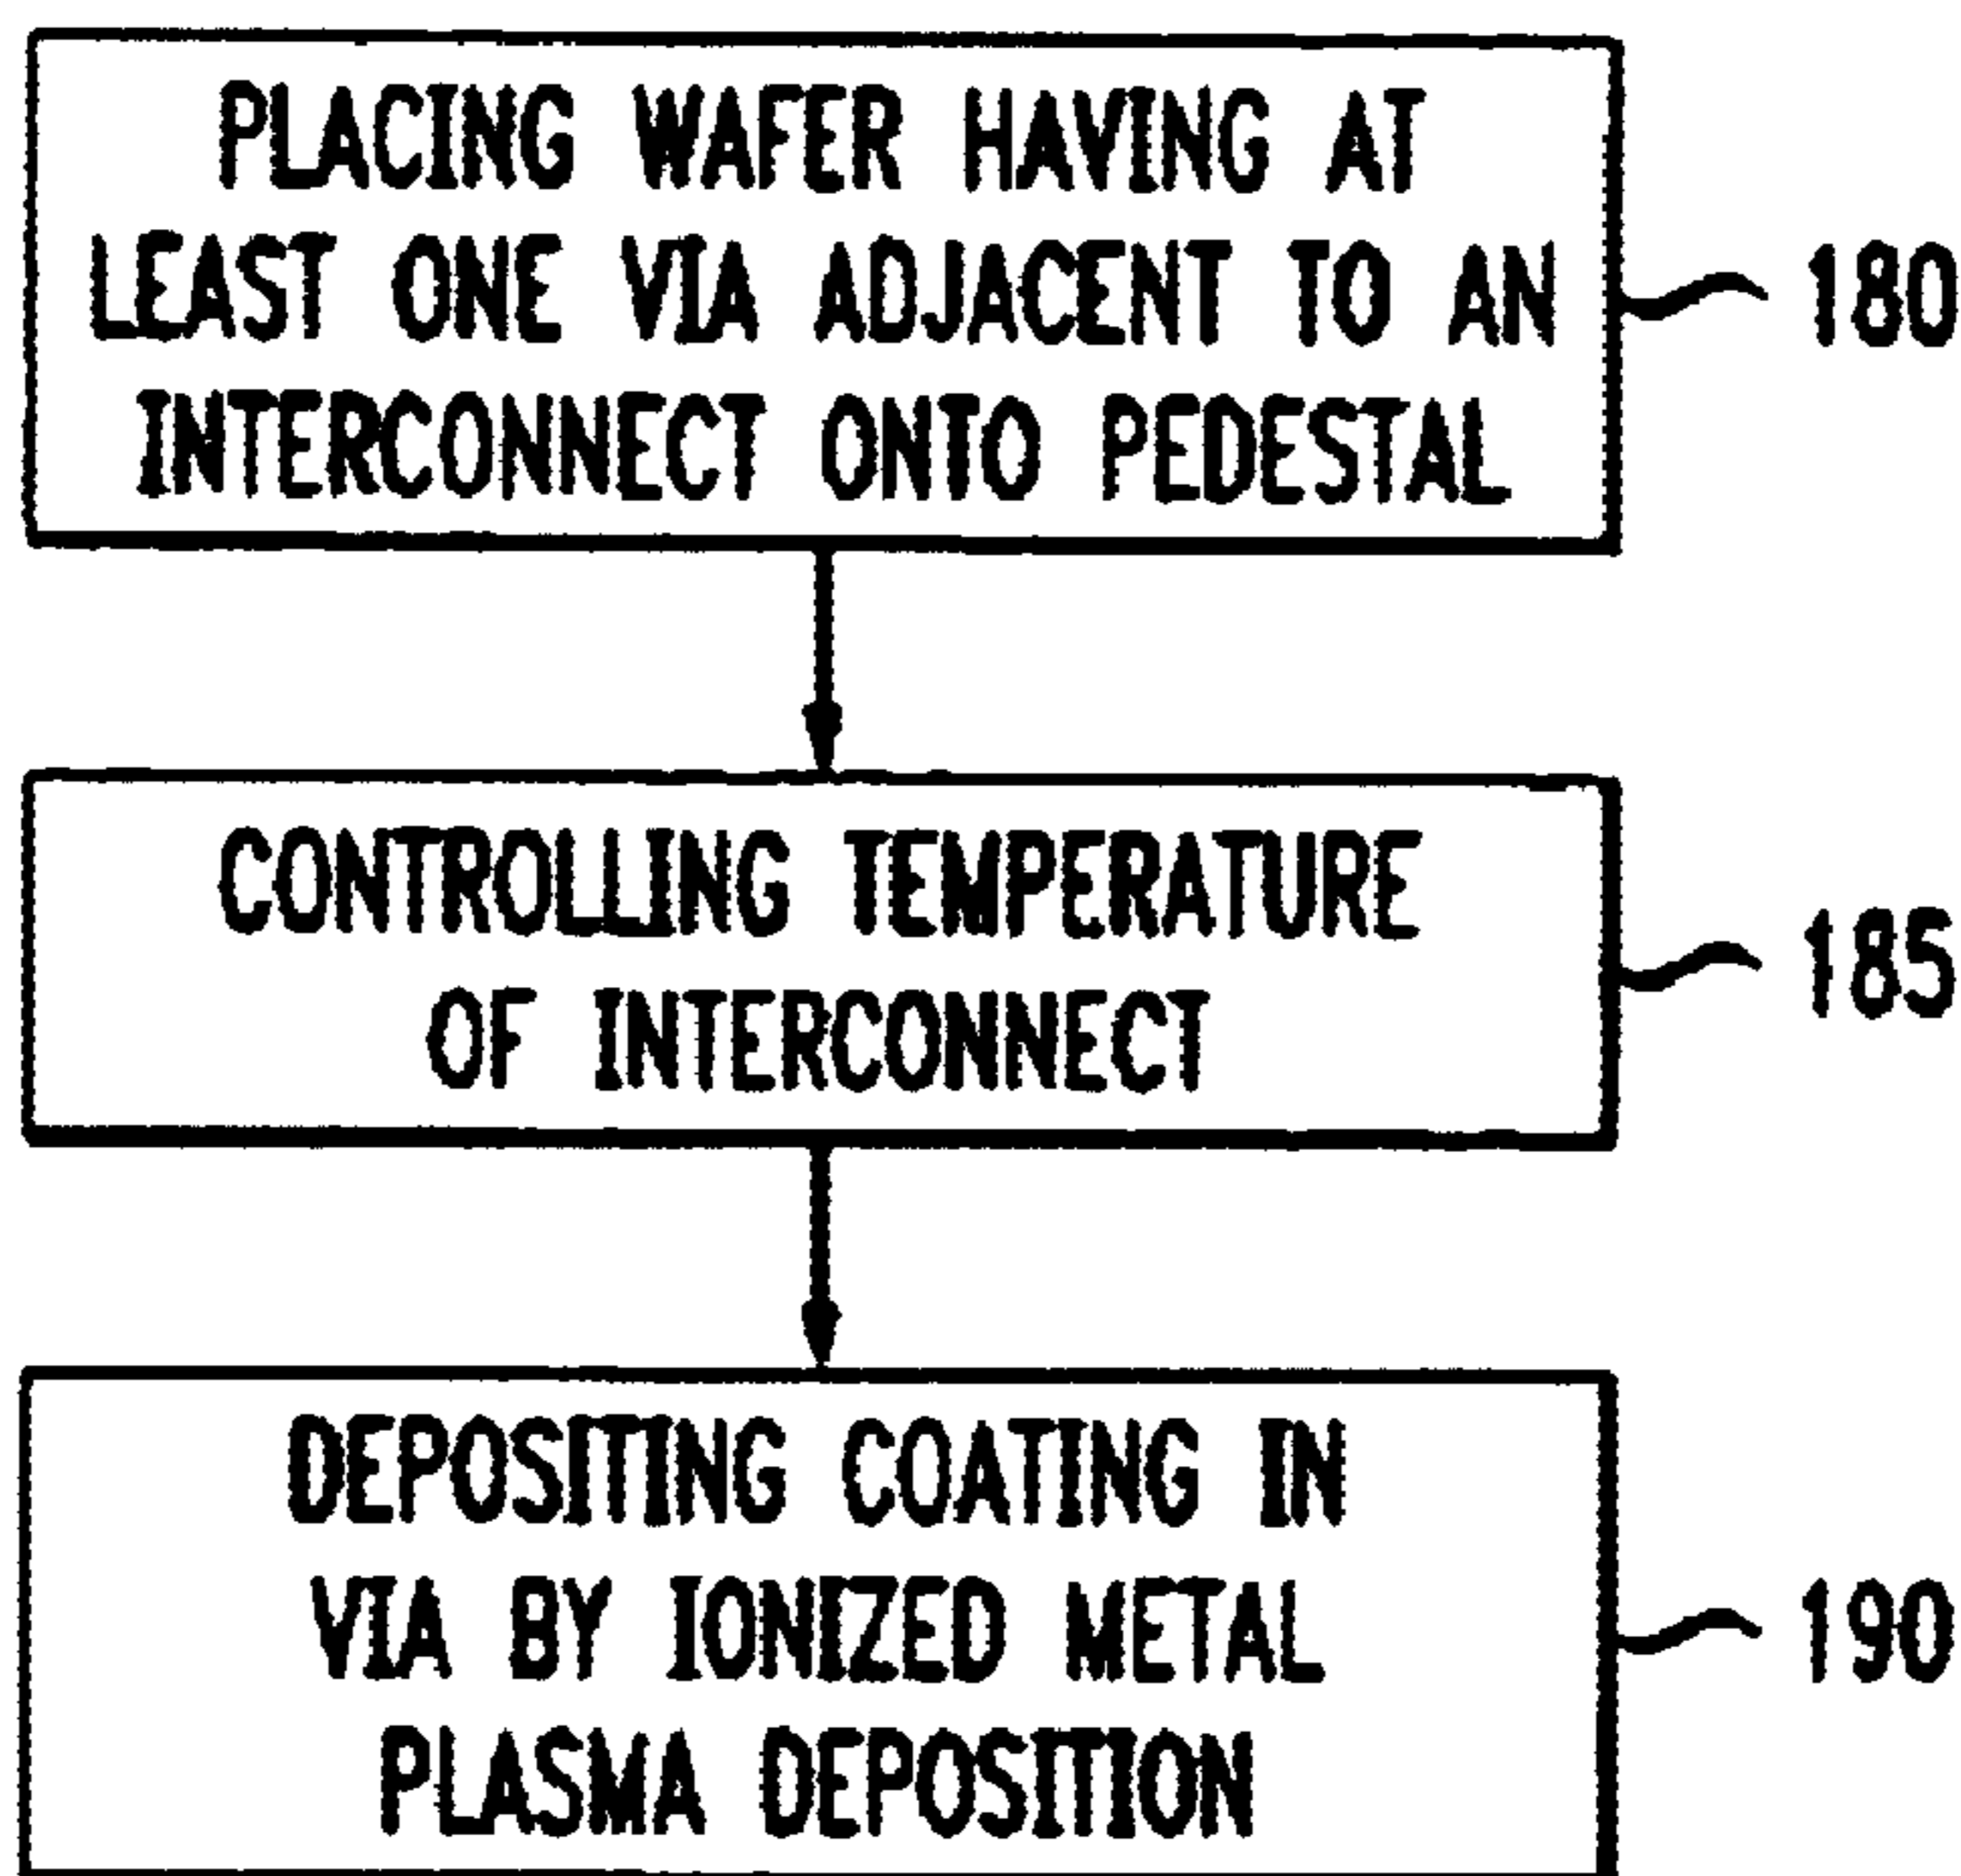 PLACING WAFER HAVING AT
LEAST ONE VIA ADJACENT TO AN
INTERCONNECT ONTO PEDESTAL
180
CONTROLLING TEMPERATURE
OF INTERCONNECT
185
DEPOSITING COATING IN
VIA BY IONIZED METAL
PLASMA DEPOSITION
190